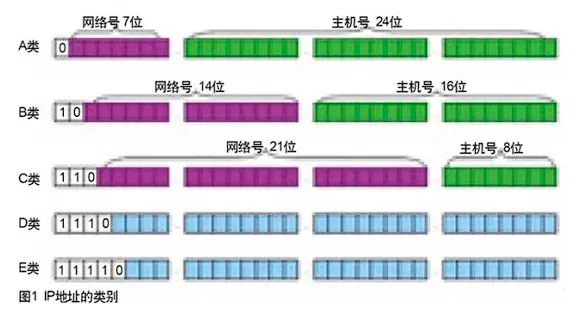 网络号 7位 主机号 24位
A类 0
网络号 14位 主机号 16位
B类 1 0
网络号 21位 主机号 8位
C类 1 1 0
D类 1 1 1 0
E类 1 1 1 1 0
图1 IP地址的类别